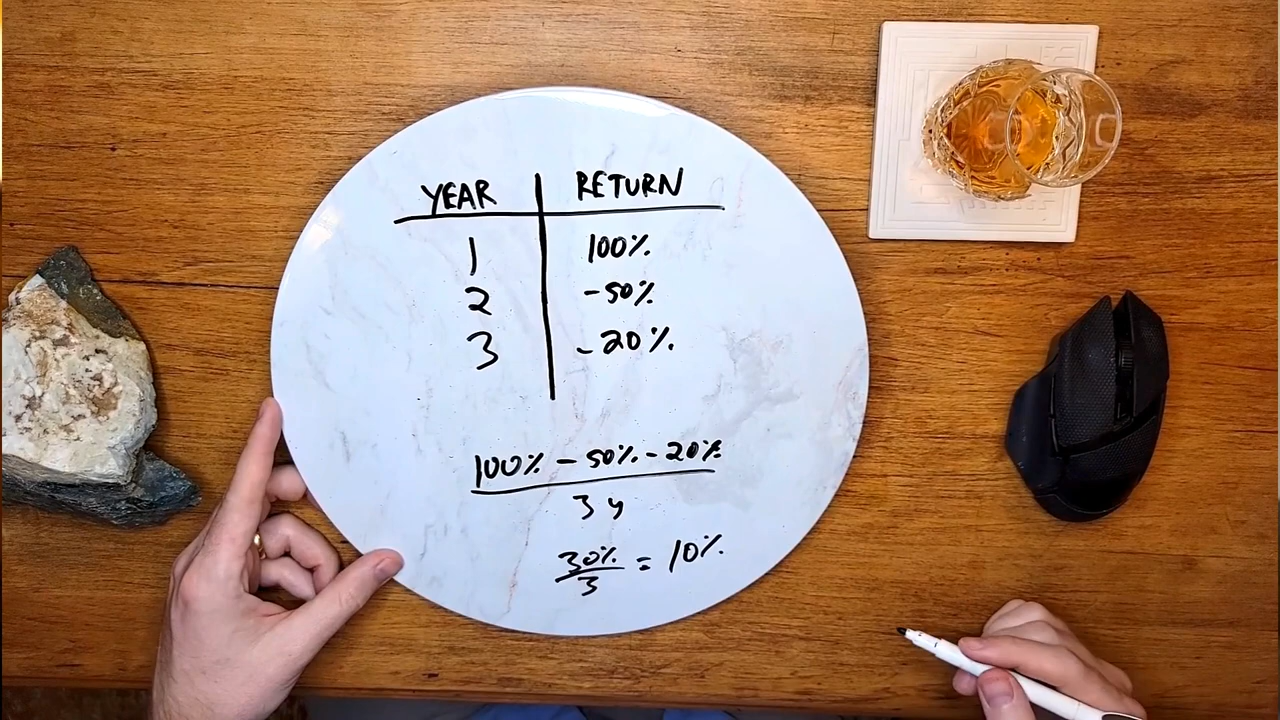 YEAR RETURN
1 100%
2 -50%
3 -20%
100% - 50% - 20%
3 y
30%
3
= 10%